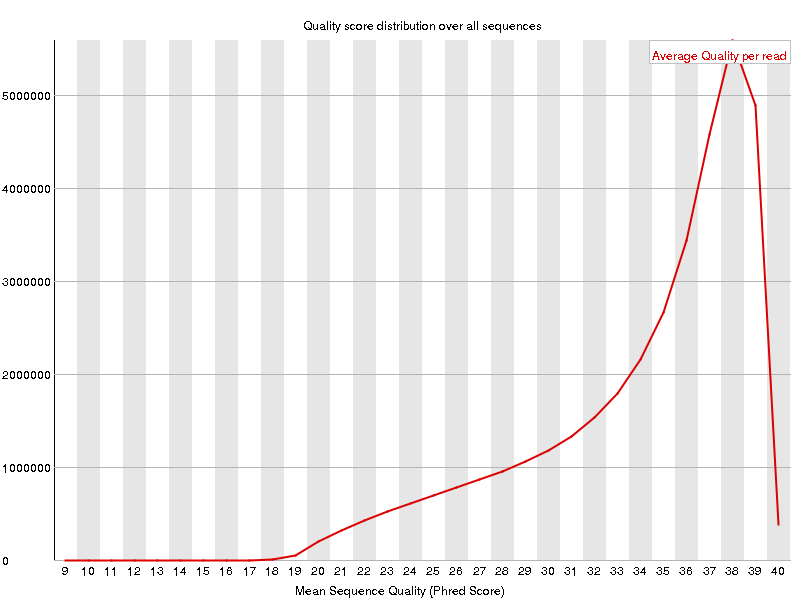 Quality score distribution over all sequences
Average Quality per read
5000000
4000000
3000000
2000000
1000000
0
9 10 11 12 13 14 15 16 17 18 19 20 21 22 23 24 25 26 27 28 29 30 31 32 33 34 35 36 37 38 39 40
Mean Sequence Quality (Phred Score)